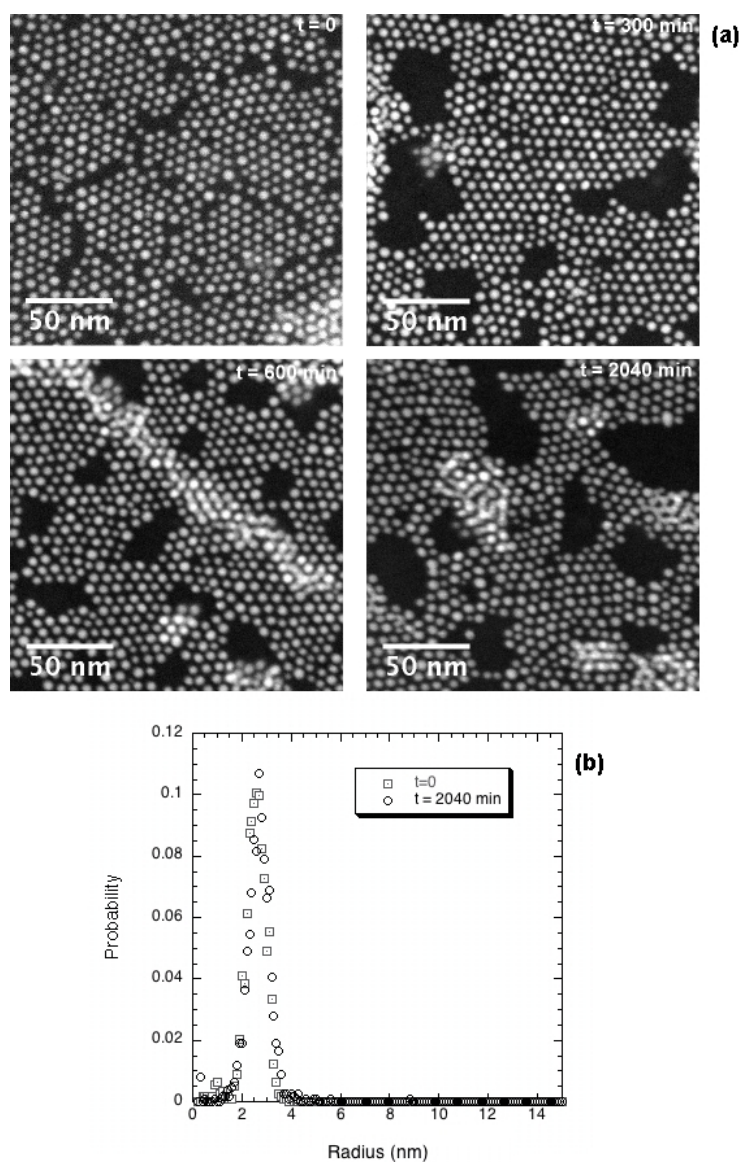 t = 0
t = 300 min
(a)
50 nm
50 nm
t = 600 min
t = 2040 min
50 nm
50 nm
(b)
0.12
0.1
0.08
0.06
0.04
0.02
0
Probability
t=0
t = 2040 min
0 2 4 6 8 10 12 14
Radius (nm)